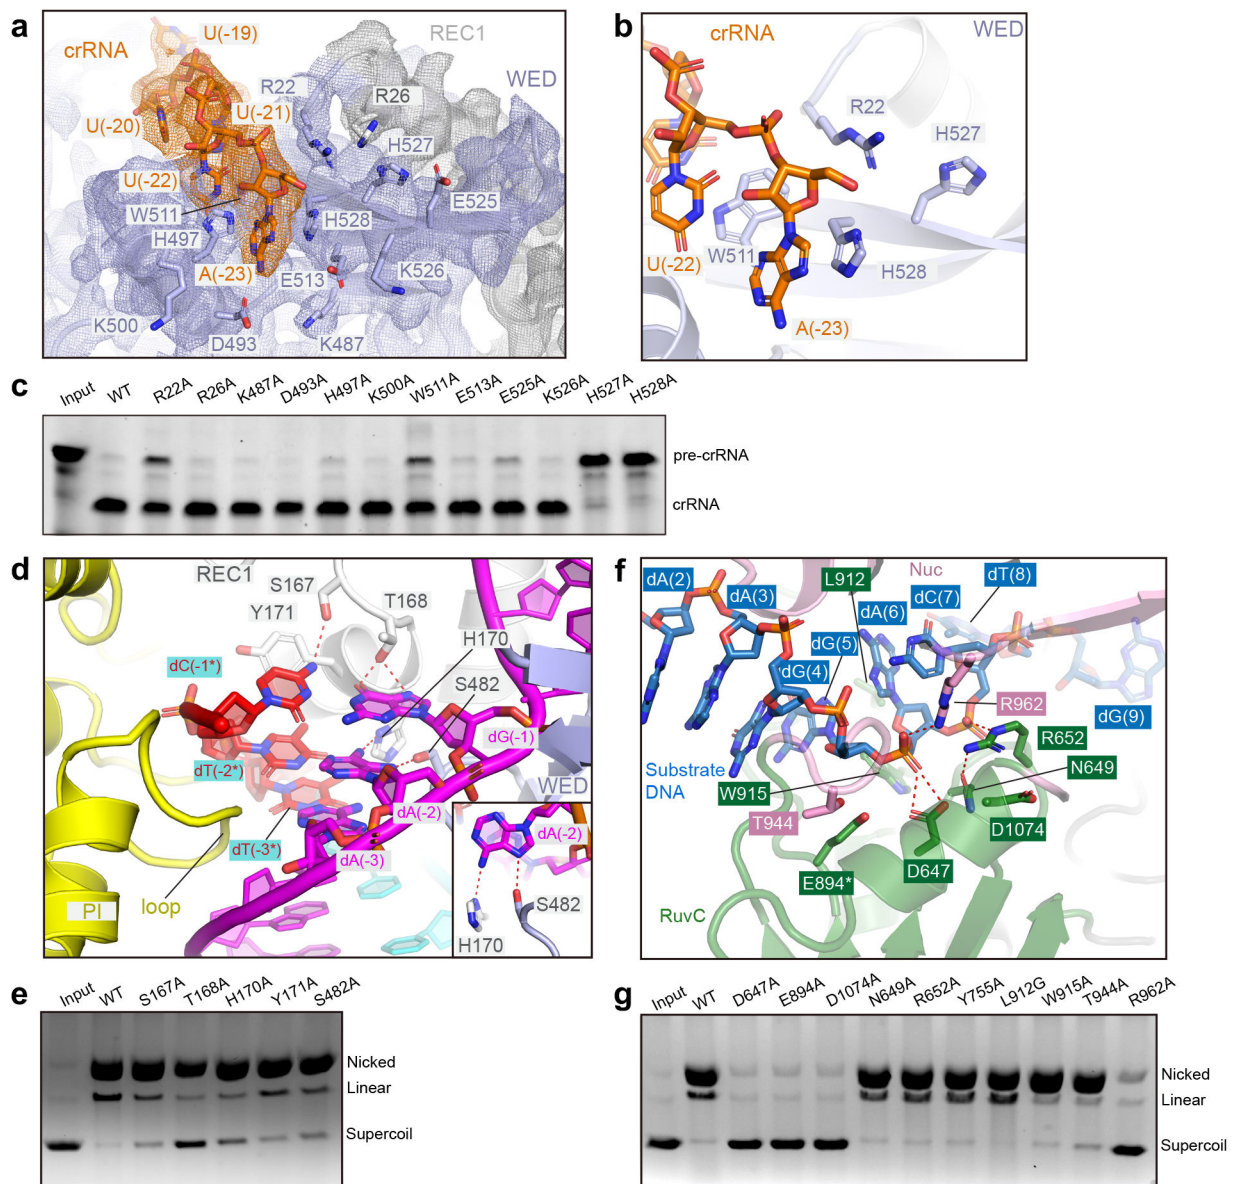 a
crRNA
U(-19)
REC1
WED
R22
R26
U(-21)
U(-20)
H527
U(-22)
W511
E525
H528
H497
A(-23)
E513
K526
K500
D493
K487
b
crRNA
WED
R22
H527
W511
U(-22)
H528
A(-23)
c
Input WT R22A R26A K487A D493A H497A K500A W511A E513A E525A K526A H527A H528A
pre-crRNA
crRNA
d
REC1
S167
Y171
T168
H170
dC(-1*)
S482
dG(-1)
dT(-2*)
WED
dA(-2)
dT(-3*)
dA(-3)
dA(-2)
PI
loop
S482
H170
f
dA(2)
L912
Nuc
dT(8)
dA(3)
dC(7)
dA(6)
dG(5)
dG(4)
R962
dG(9)
R652
Substrate
DNA
N649
W915
T944
D1074
D647
E894*
RuvC
e
Input WT S167A T168A H170A Y171A S482A
Nicked
Linear
Supercoil
g
Input WT D647A E894A D1074A N649A R652A Y755A L912G W915A T944A R962A
Nicked
Linear
Supercoil